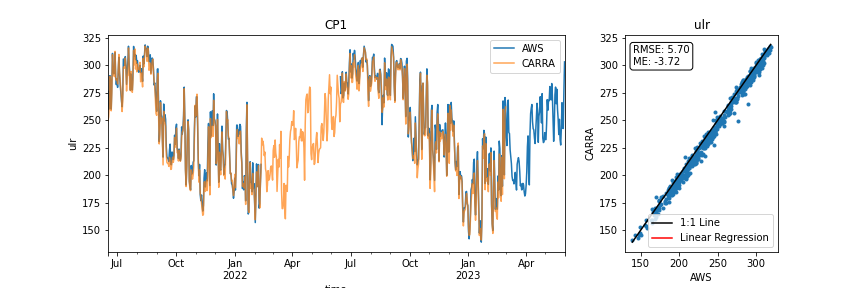 CP1
ulr
325
300
275
250
225
200
175
150
Jul
Oct
Jan
2022
Apr
Jul
Oct
Jan
2023
Apr
ulr
AWS
CARRA
325
300
275
250
225
200
175
150
150
200
250
300
AWS
CARRA
RMSE: 5.70
ME: -3.72
1:1 Line
Linear Regression